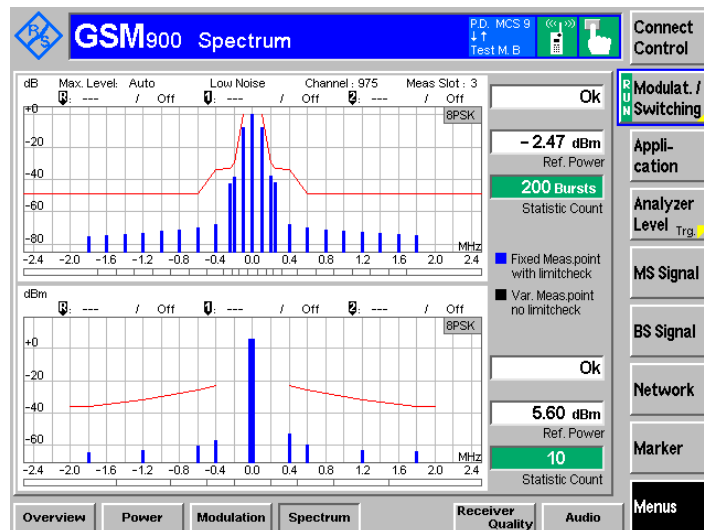 R/S
GSM900 Spectrum
P.D. MCS 9
Test M. B
Connect Control
RUN
Modulat. / Switching
Appli-cation
Analyzer Level Trg.
MS Signal
BS Signal
Network
Marker
Menus
dB Max. Level: Auto Low Noise Channel : 975 Meas Slot : 3
R: --- / Off 1: --- / Off 2: --- / Off
8PSK
+0
-20
-40
-60
-80
MHz
-2.4 -2.0 -1.6 -1.2 -0.8 -0.4 0.0 0.4 0.8 1.2 1.6 2.0 2.4
Ok
-2.47 dBm
Ref. Power
200 Bursts
Statistic Count
Fixed Meas.point
with limitcheck
Var. Meas.point
no limitcheck
dBm
R: --- / Off 1: --- / Off 2: --- / Off
8PSK
+0
-20
-40
-60
MHz
-2.4 -2.0 -1.6 -1.2 -0.8 -0.4 0.0 0.4 0.8 1.2 1.6 2.0 2.4
Ok
5.60 dBm
Ref. Power
10
Statistic Count
Overview Power Modulation Spectrum Receiver Quality Audio